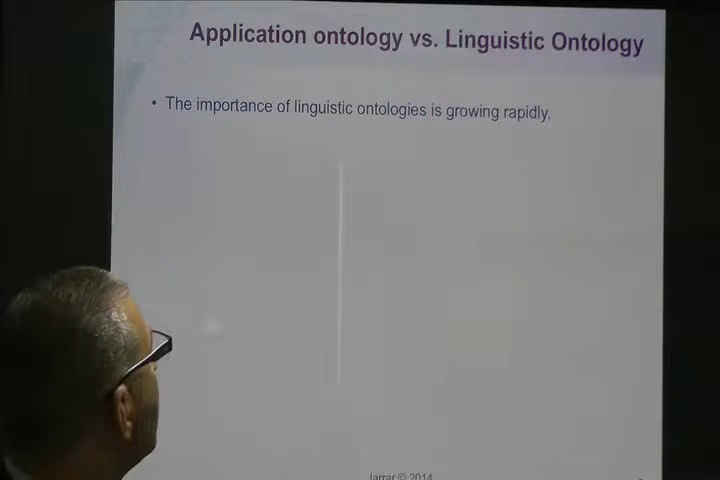 Application ontology vs. Linguistic Ontology
• The importance of linguistic ontologies is growing rapidly.
Jarrar © 2014